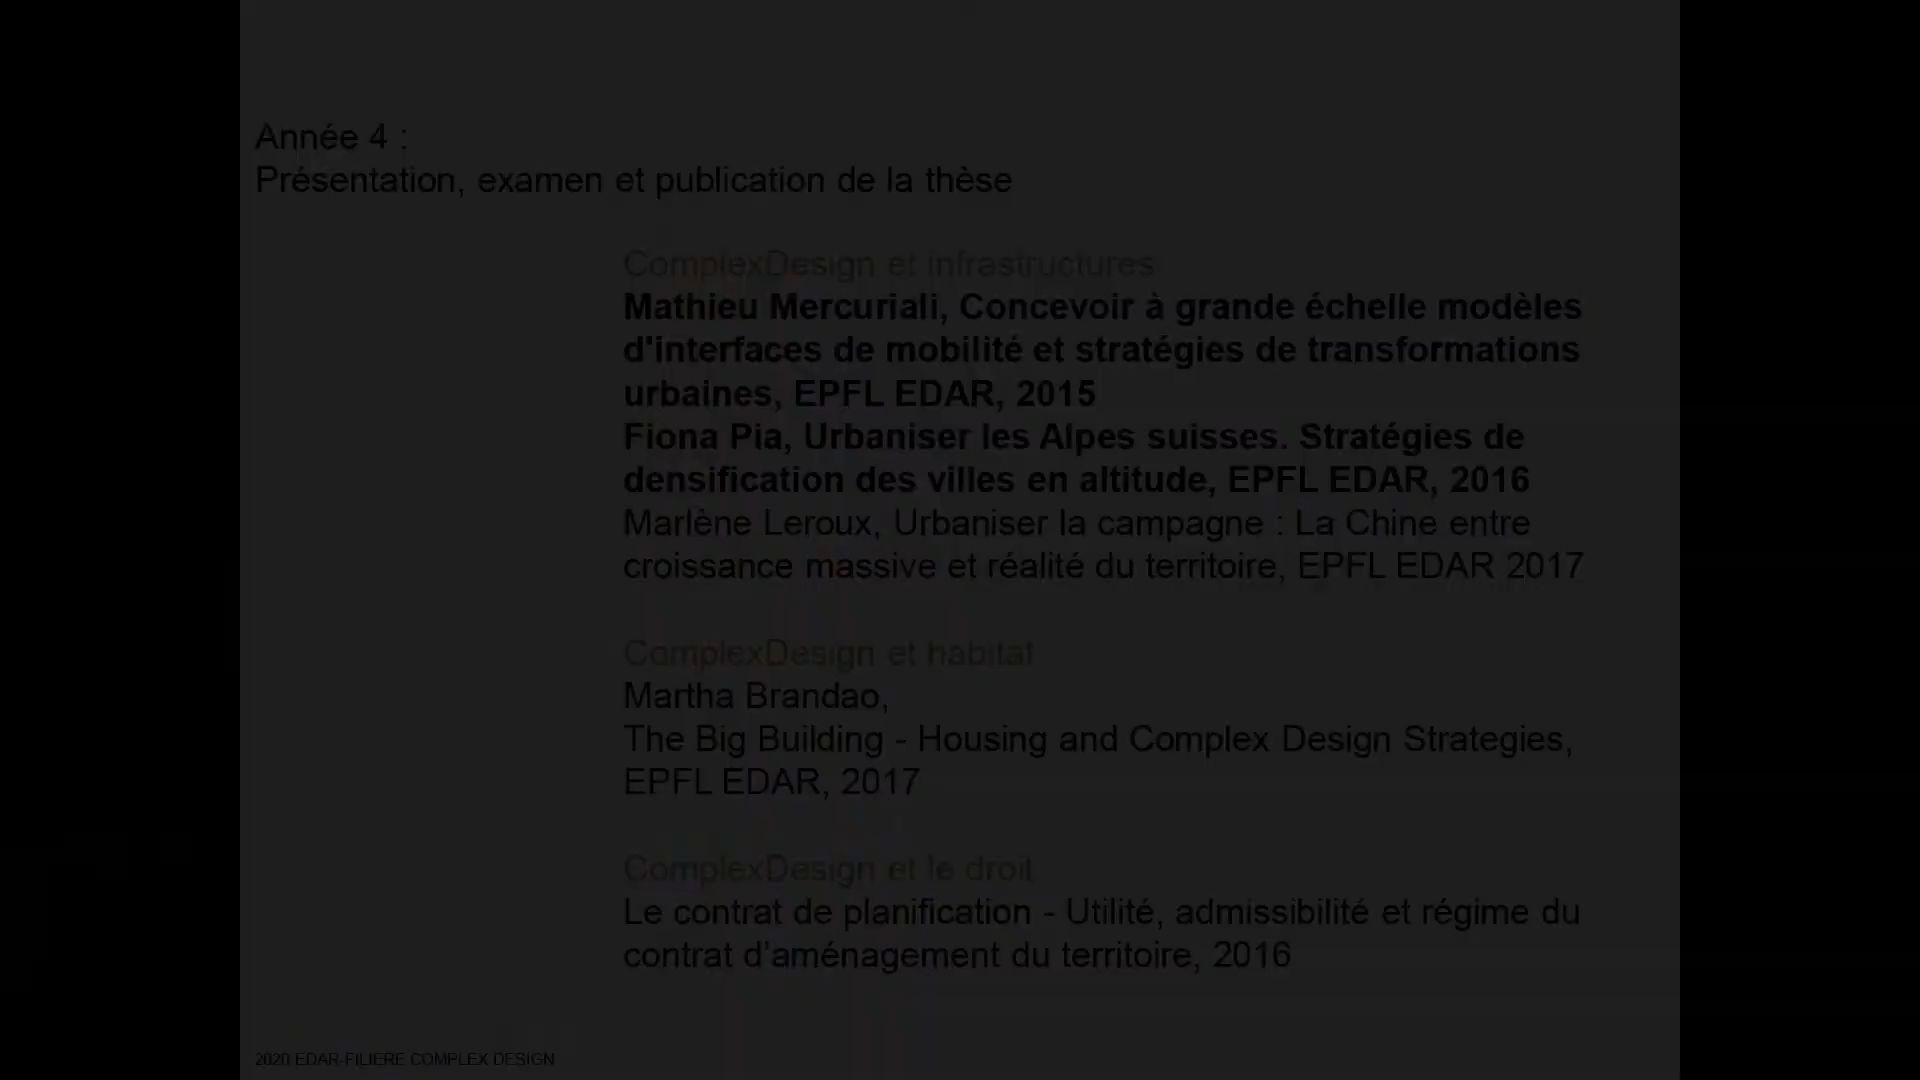 Année 4 :
Présentation, examen et publication de la thèse
ComplexDesign et infrastructures
Mathieu Mercuriali, Concevoir à grande échelle modèles
d'interfaces de mobilité et stratégies de transformations
urbaines, EPFL EDAR, 2015
Fiona Pia, Urbaniser les Alpes suisses. Stratégies de
densification des villes en altitude, EPFL EDAR, 2016
Marlène Leroux, Urbaniser la campagne : La Chine entre
croissance massive et réalité du territoire, EPFL EDAR 2017
ComplexDesign et habitat
Martha Brandao,
The Big Building - Housing and Complex Design Strategies,
EPFL EDAR, 2017
ComplexDesign et le droit
Le contrat de planification - Utilité, admissibilité et régime du
contrat d’aménagement du territoire, 2016
2020 EDAR-FILIERE COMPLEX DESIGN